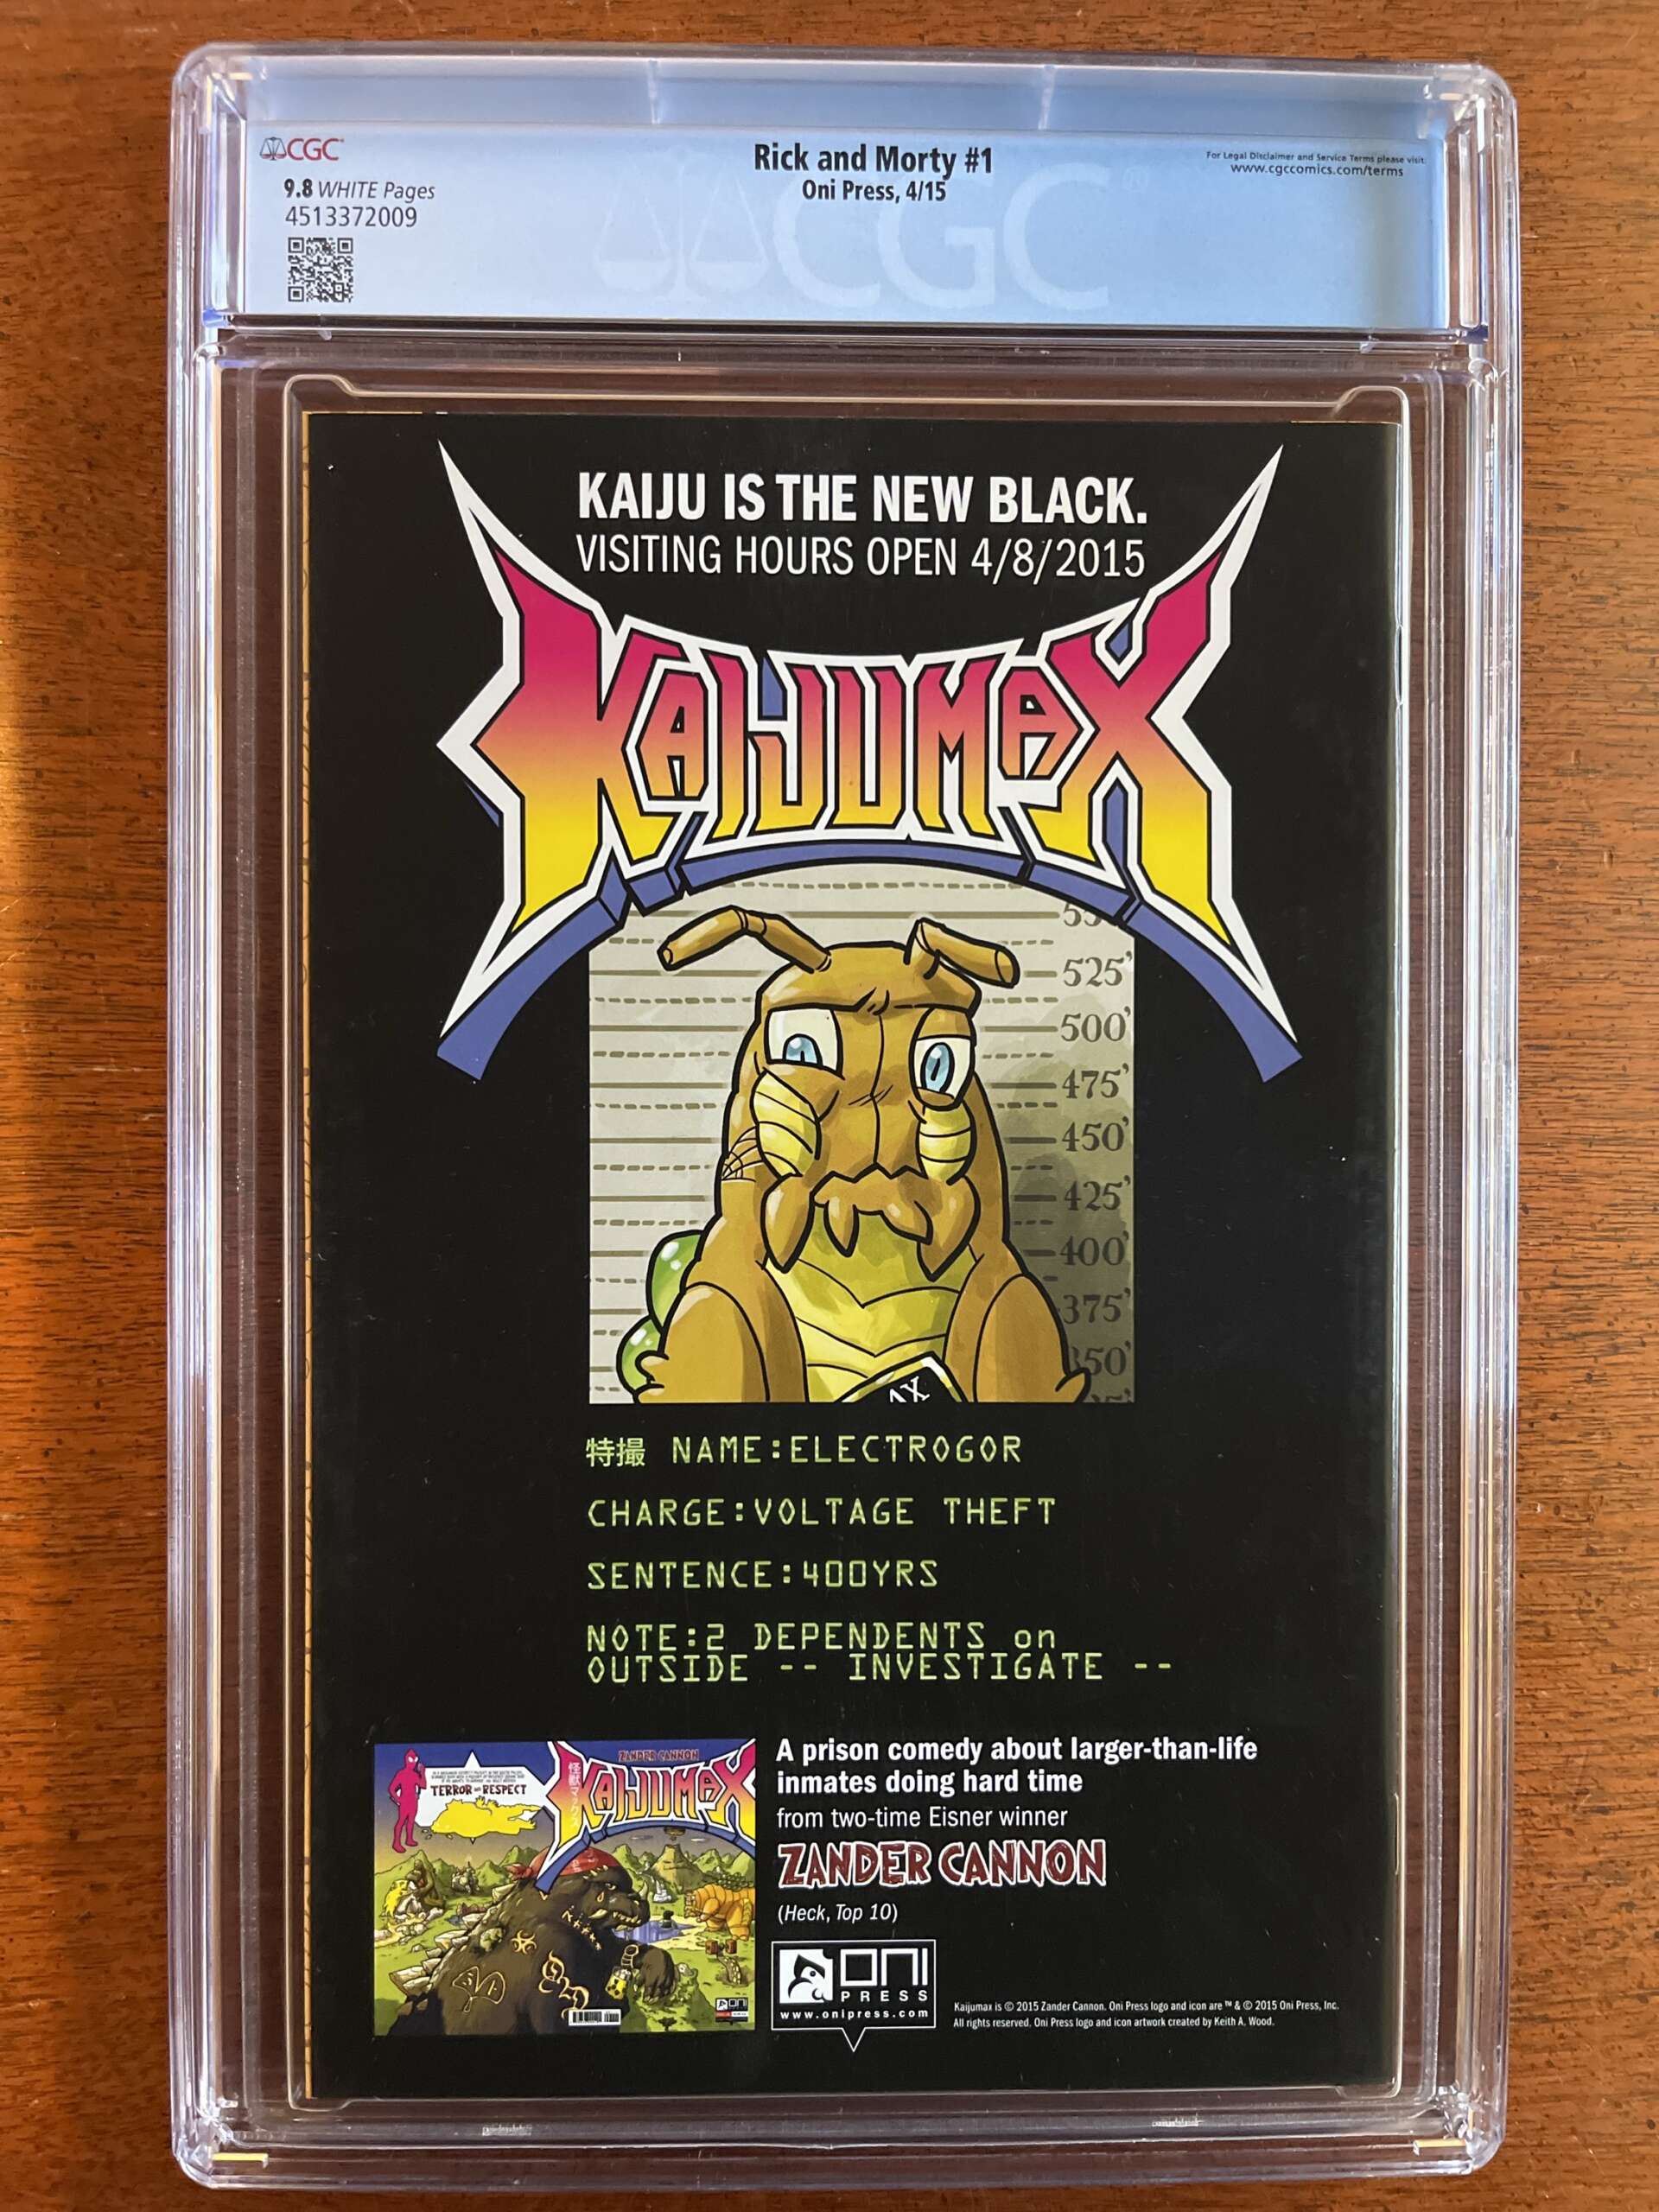 CGC
Rick and Morty #1
For Legal Disclaimer and Service Terms please visit
9.8 WHITE Pages
Oni Press, 4/15
www.cgccomics.com/terms
4513372009
CGC
KAIJU IS THE NEW BLACK.
VISITING HOURS OPEN 4/8/2015
KAIJUMAX
525'
500'
475'
450'
425'
400'
375'
350'
AX
特撮 NAME:ELECTROGOR
CHARGE:VOLTAGE THEFT
SENTENCE:400YRS
NOTE:2 DEPENDENTS on
OUTSIDE -- INVESTIGATE --
ZANDER CANNON
KAIJUMAX
TERROR RESPECT
A prison comedy about larger-than-life
inmates doing hard time
from two-time Eisner winner
ZANDER CANNON
(Heck, Top 10)
ONI
PRESS
www.onipress.com
ONI
Kaijumax is © 2015 Zander Cannon. Oni Press logo and icon are ™ & © 2015 Oni Press, Inc.
All rights reserved. Oni Press logo and icon artwork created by Keith A. Wood.